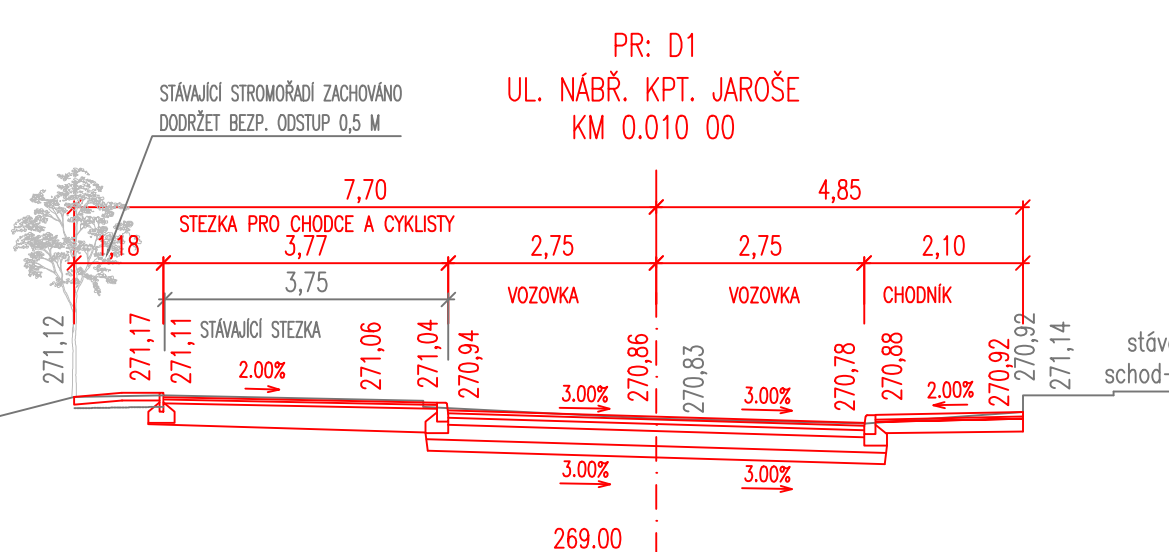 PR: D1
UL. NÁBŘ. KPT. JAROŠE
KM 0.010 00
STÁVAJÍCÍ STROMOŘADÍ ZACHOVÁNO
DODRŽET BEZP. ODSTUP 0,5 M
7,70
4,85
STEZKA PRO CHODCE A CYKLISTY
1,18
3,77
2,75
2,75
2,10
3,75
VOZOVKA
VOZOVKA
CHODNÍK
STÁVAJÍCÍ STEZKA
271,12
271,17
271,11
271,06
271,04
270,94
270,86
270,83
270,78
270,88
270,92
270,92
271,14
stáv
schod-
2.00%
3.00%
3.00%
2.00%
3.00%
3.00%
269.00